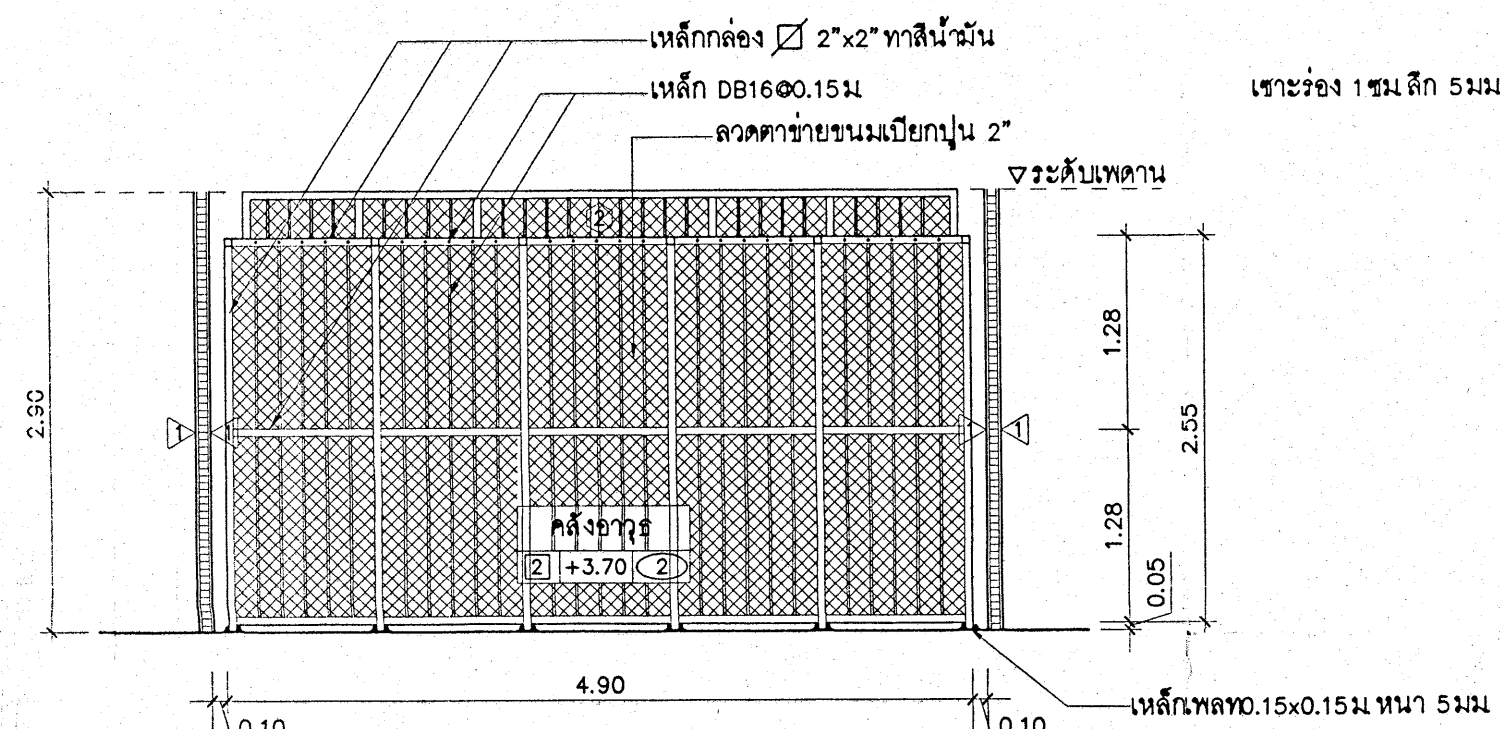 เหล็กกล่อง 2"x2" ทาสีน้ำมัน
เหล็ก DB16@0.15ม
เซาะร่อง 1ซม ลึก 5มม
ลวดตาข่ายขนมเปียกปูน 2"
ระดับเพดาน
2
1.28
2.90
2.55
1
1
1
1
คลังอาวุธ
2 +3.70 2
1.28
0.05
4.90
เหล็กเพลท0.15x0.15ม หนา 5มม
0.10
0.10